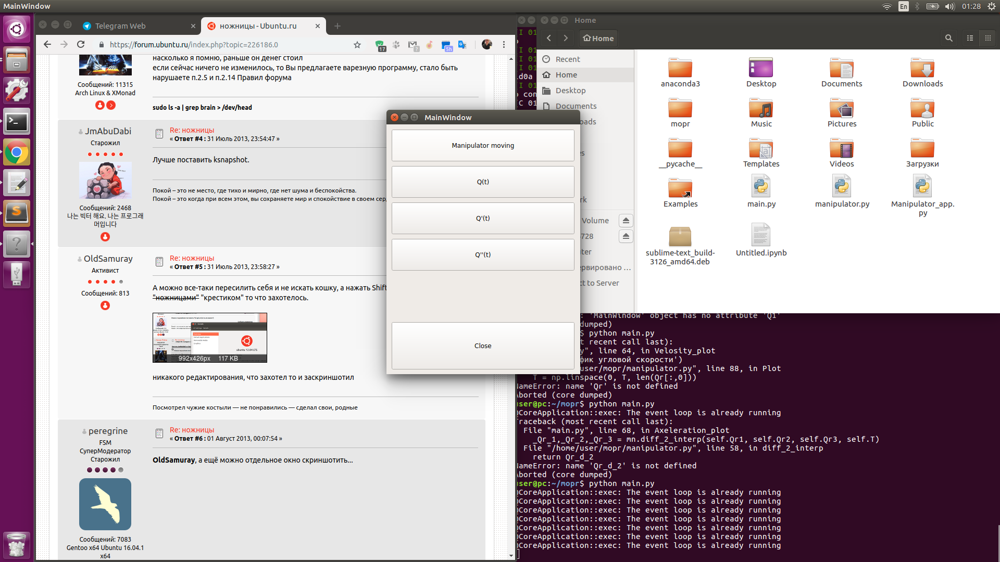 MainWindow
En
01:28
Telegram Web
ножницы - Ubuntu.ru
https://forum.ubuntu.ru/index.php?topic=226186.0
17
?
5h
насколько я помню, раньше он денег стоил
если сейчас ничего не изменилось, то Вы предлагаете варезную программу, стало быть
нарушаете п.2.5 и п.2.14 Правил форума
Сообщений: 11315
Arch Linux & XMonad
sudo ls -a | grep brain > /dev/head
JmAbuDabi
Старожил
Re: ножницы
« Ответ #4 : 31 Июль 2013, 23:54:47 »
Лучше поставить ksnapshot.
Покой – это не место, где тихо и мирно, где нет шума и беспокойства.
Покой – это когда при всем этом, вы сохраняете мир и спокойствие в своем
Сообщений: 2468
나는 빅터 해요. 나는 프로그래
머입니다
OldSamuray
Активист
Сообщений: 813
Re: ножницы
« Ответ #5 : 31 Июль 2013, 23:58:27 »
А можно все-таки пересилить себя и не искать кошку, а нажать Shift
"ножницами" "крестиком" то что захотелось.
ubuntu 12.04 LTS
992x426px 117 KB
никакого редактирования, что захотел то и заскриншотил
Посмотрел чужие костыли — не понравились — сделал свои, родные
peregrine
FSM
СуперМодератор
Старожил
Re: ножницы
« Ответ #6 : 01 Август 2013, 00:07:54 »
OldSamuray, а ещё можно отдельное окно скриншотить...
Сообщений: 7083
Gentoo x64 Ubuntu 16.04.1
x64
MainWindow
Manipulator moving
Q(t)
Q'(t)
Q''(t)
Close
Home
Home
Recent
Home
Desktop
Documents
oads
es
rk
Volume
-728
ter
ервировано ...
ct to Server
anaconda3
Desktop
Documents
Downloads
mopr
Music
Pictures
Public
__pycache__
Templates
Videos
Загрузки
Examples
main.py
manipulator.py
Manipulator_app.
py
sublime-text_build-
3126_amd64.deb
Untitled.ipynb
I 01
I 01
I 01
I 01
d0a
I 01
con
C 01
: 'MainWindow' object has no attribute 'Q1'
dumped)
$ python main.py
t recent call last):
y", line 64, in Velosity_plot
фик угловой скорости')
user/mopr/manipulator.py", line 88, in Plot
T = np.linspace(0, T, len(Qr[:,0]))
NameError: name 'Qr' is not defined
Aborted (core dumped)
user@pc:~/mopr$ python main.py
QCoreApplication::exec: The event loop is already running
Traceback (most recent call last):
File "main.py", line 68, in Axeleration_plot
_Qr_1,_Qr_2,_Qr_3 = mn.diff_2_interp(self.Qr1, self.Qr2, self.Qr3, self.T)
File "/home/user/mopr/manipulator.py", line 58, in diff_2_interp
return Qr_d_2
NameError: name 'Qr_d_2' is not defined
Aborted (core dumped)
user@pc:~/mopr$ python main.py
QCoreApplication::exec: The event loop is already running
QCoreApplication::exec: The event loop is already running
QCoreApplication::exec: The event loop is already running
QCoreApplication::exec: The event loop is already running
QCoreApplication::exec: The event loop is already running
QCoreApplication::exec: The event loop is already running
QCoreApplication::exec: The event loop is already running